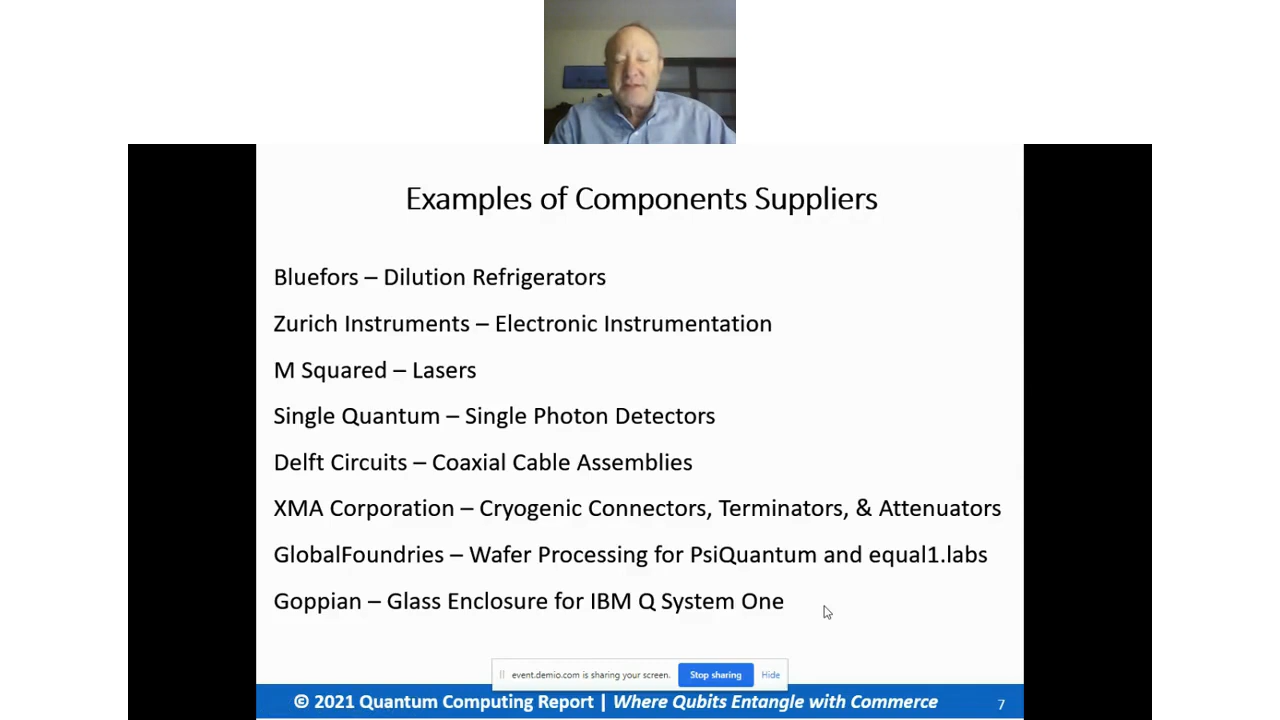 Examples of Components Suppliers
Bluefors – Dilution Refrigerators
Zurich Instruments – Electronic Instrumentation
M Squared – Lasers
Single Quantum – Single Photon Detectors
Delft Circuits – Coaxial Cable Assemblies
XMA Corporation – Cryogenic Connectors, Terminators, & Attenuators
GlobalFoundries – Wafer Processing for PsiQuantum and equal1.labs
Goppian – Glass Enclosure for IBM Q System One
event.demio.com is sharing your screen. Stop sharing Hide
© 2021 Quantum Computing Report | Where Qubits Entangle with Commerce 7